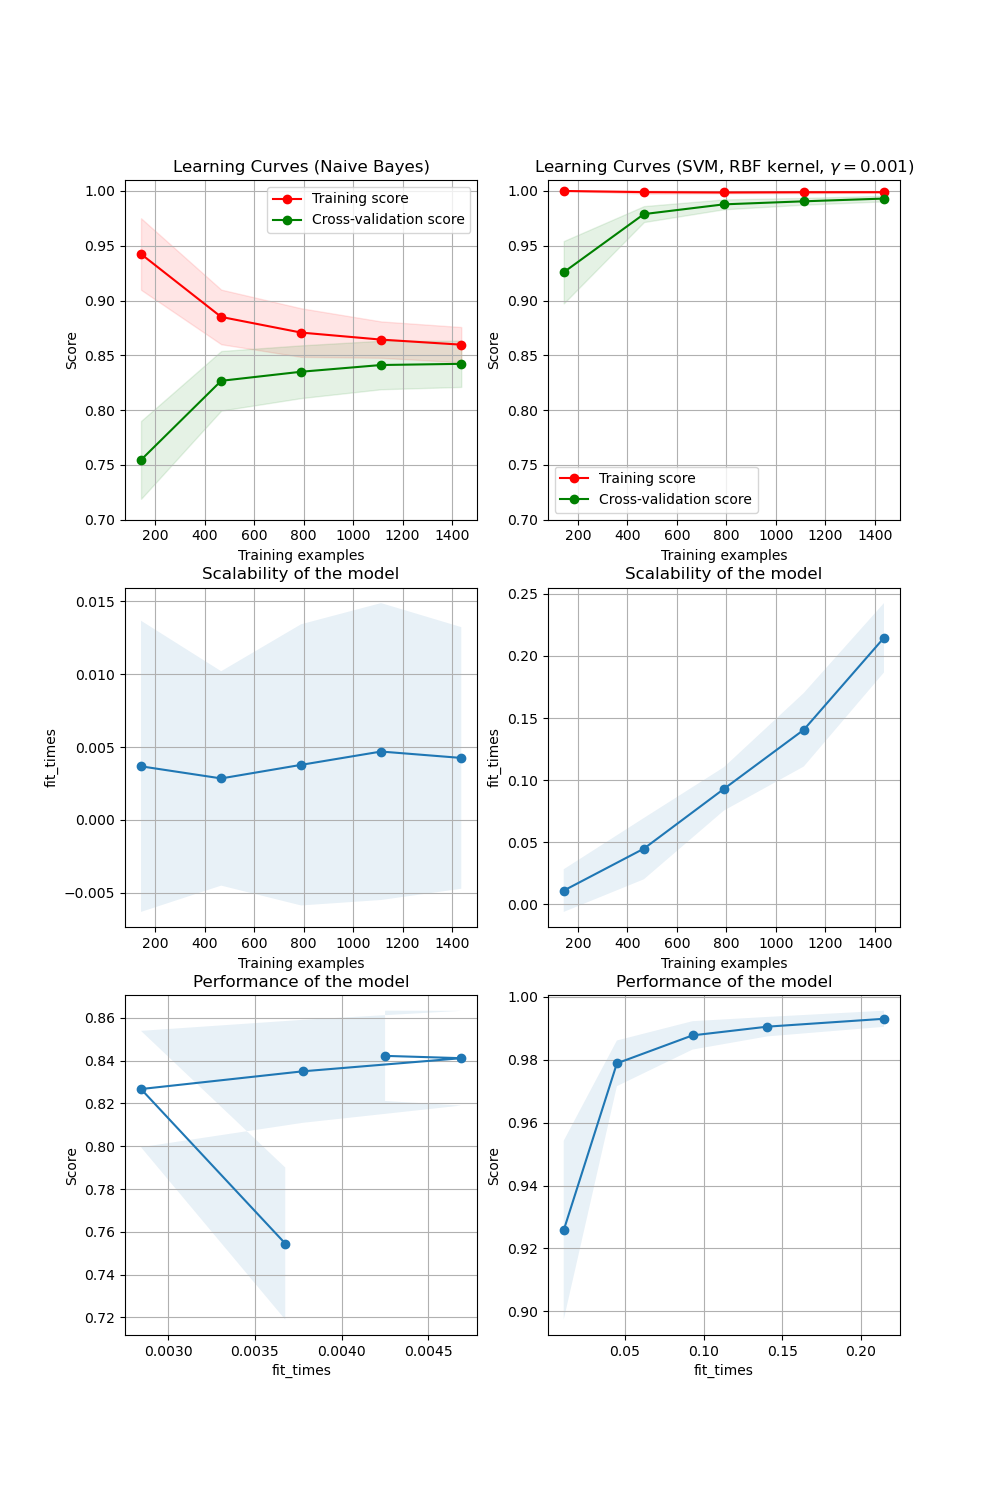 Learning Curves (Naive Bayes)
1.00
0.95
0.90
0.85
0.80
0.75
0.70
Score
Training score
Cross-validation score
200 400 600 800 1000 1200 1400
Training examples
Learning Curves (SVM, RBF kernel, γ = 0.001)
1.00
0.95
0.90
0.85
0.80
0.75
0.70
Score
Training score
Cross-validation score
200 400 600 800 1000 1200 1400
Training examples
Scalability of the model
0.015
0.010
0.005
0.000
−0.005
fit_times
200 400 600 800 1000 1200 1400
Training examples
Scalability of the model
0.25
0.20
0.15
0.10
0.05
0.00
fit_times
200 400 600 800 1000 1200 1400
Training examples
Performance of the model
0.86
0.84
0.82
0.80
0.78
0.76
0.74
0.72
Score
0.0030 0.0035 0.0040 0.0045
fit_times
Performance of the model
1.00
0.98
0.96
0.94
0.92
0.90
Score
0.05 0.10 0.15 0.20
fit_times